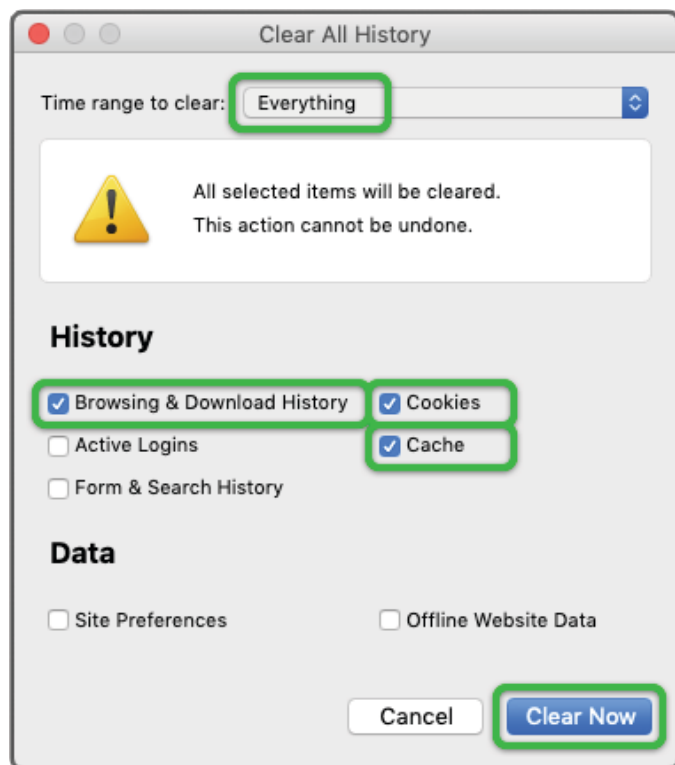 Clear All History
Time range to clear: Everything
All selected items will be cleared.
This action cannot be undone.
History
Browsing & Download History Cookies
Active Logins Cache
Form & Search History
Data
Site Preferences Offline Website Data
Cancel Clear Now